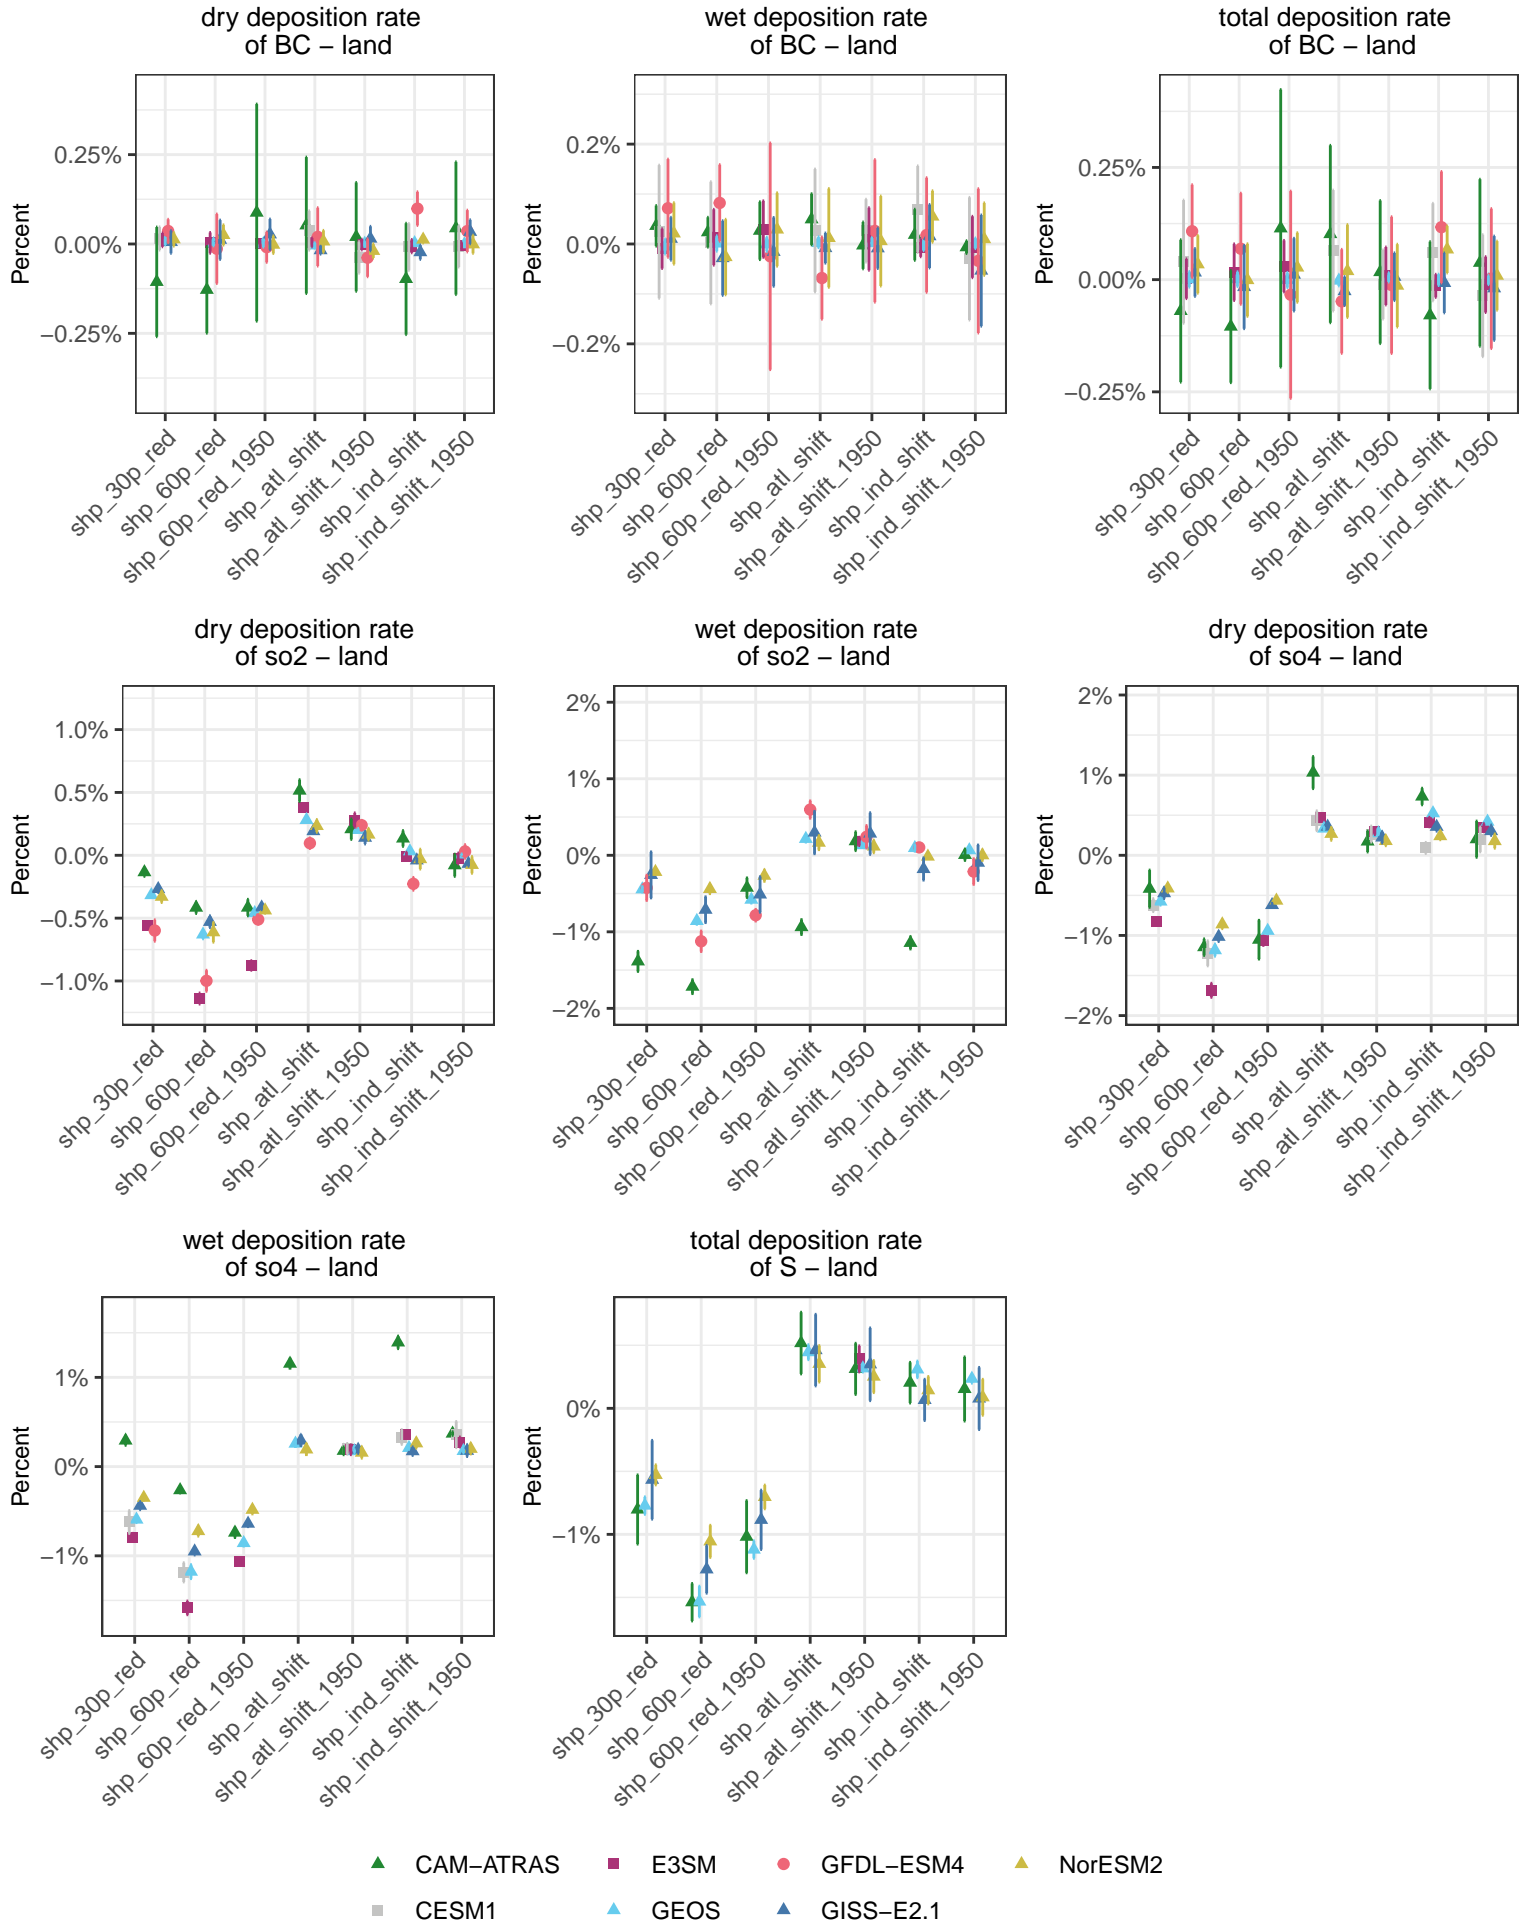 dry deposition rate
of BC − land
Percent
0.25%
0.00%
−0.25%
shp_30p_red
shp_60p_red
shp_60p_red_1950
shp_atl_shift
shp_atl_shift_1950
shp_ind_shift
shp_ind_shift_1950
wet deposition rate
of BC − land
Percent
0.2%
0.0%
−0.2%
shp_30p_red
shp_60p_red
shp_60p_red_1950
shp_atl_shift
shp_atl_shift_1950
shp_ind_shift
shp_ind_shift_1950
total deposition rate
of BC − land
Percent
0.25%
0.00%
−0.25%
shp_30p_red
shp_60p_red
shp_60p_red_1950
shp_atl_shift
shp_atl_shift_1950
shp_ind_shift
shp_ind_shift_1950
dry deposition rate
of so2 − land
Percent
1.0%
0.5%
0.0%
−0.5%
−1.0%
shp_30p_red
shp_60p_red
shp_60p_red_1950
shp_atl_shift
shp_atl_shift_1950
shp_ind_shift
shp_ind_shift_1950
wet deposition rate
of so2 − land
Percent
2%
1%
0%
−1%
−2%
shp_30p_red
shp_60p_red
shp_60p_red_1950
shp_atl_shift
shp_atl_shift_1950
shp_ind_shift
shp_ind_shift_1950
dry deposition rate
of so4 − land
Percent
2%
1%
0%
−1%
−2%
shp_30p_red
shp_60p_red
shp_60p_red_1950
shp_atl_shift
shp_atl_shift_1950
shp_ind_shift
shp_ind_shift_1950
wet deposition rate
of so4 − land
Percent
1%
0%
−1%
shp_30p_red
shp_60p_red
shp_60p_red_1950
shp_atl_shift
shp_atl_shift_1950
shp_ind_shift
shp_ind_shift_1950
total deposition rate
of S − land
Percent
0%
−1%
shp_30p_red
shp_60p_red
shp_60p_red_1950
shp_atl_shift
shp_atl_shift_1950
shp_ind_shift
shp_ind_shift_1950
CAM−ATRAS E3SM GFDL−ESM4 NorESM2
CESM1 GEOS GISS−E2.1